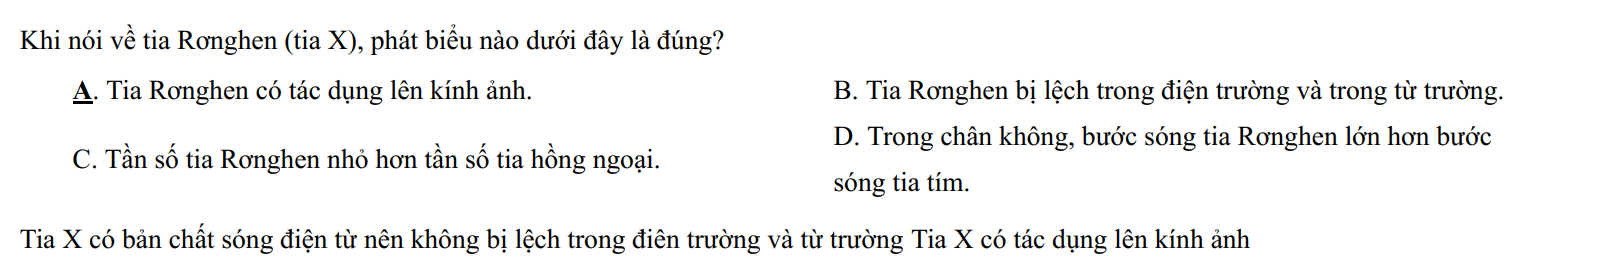 Khi nói về tia Rơnghen (tia X), phát biểu nào dưới đây là đúng?
A. Tia Rơnghen có tác dụng lên kính ảnh.
B. Tia Rơnghen bị lệch trong điện trường và trong từ trường.
C. Tần số tia Rơnghen nhỏ hơn tần số tia hồng ngoại.
D. Trong chân không, bước sóng tia Rơnghen lớn hơn bước
sóng tia tím.
Tia X có bản chất sóng điện từ nên không bị lệch trong điên trường và từ trường Tia X có tác dụng lên kính ảnh